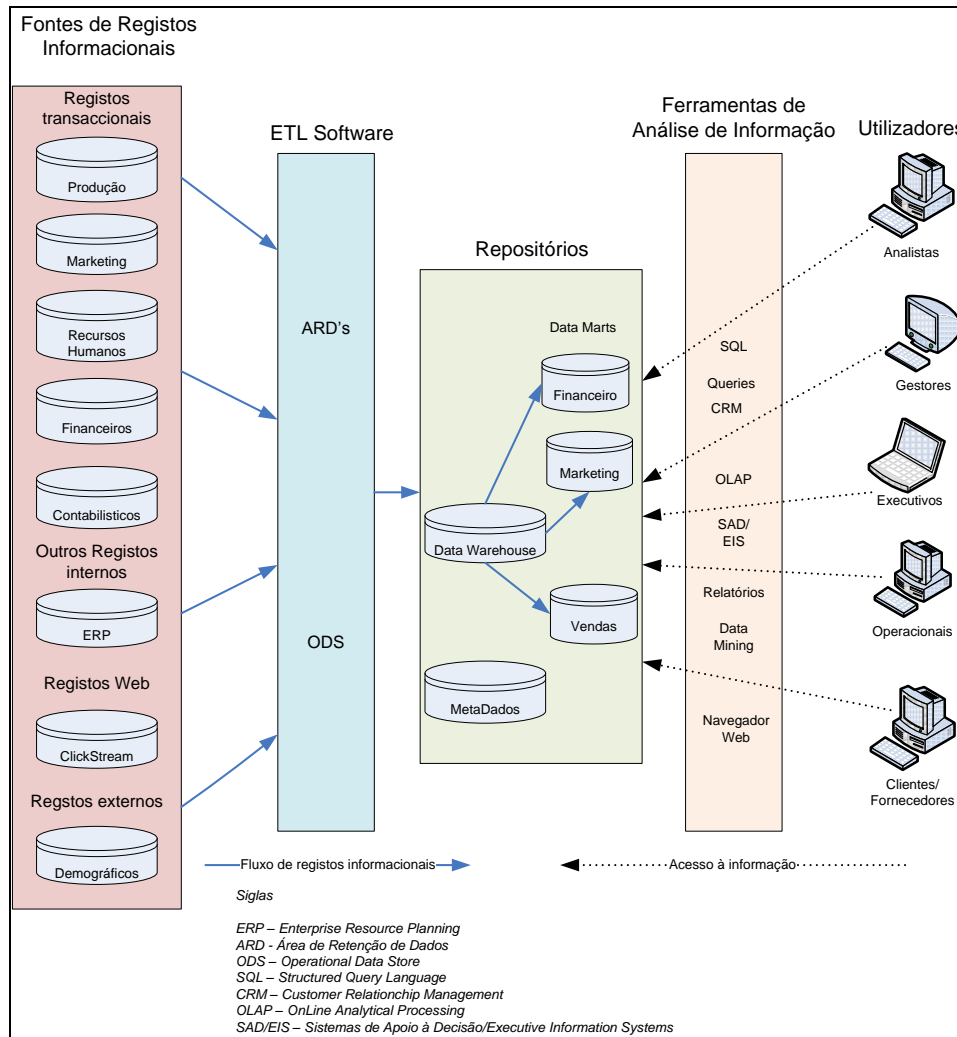 Fontes de Registos
Informacionais
Registos
transaccionais
Produção
Marketing
Recursos
Humanos
Financeiros
Contabilisticos
Outros Registos
internos
ERP
Registos Web
ClickStream
Regstos externos
Demográficos
ETL Software
ARD's
ODS
Repositórios
Data Marts
Financeiro
Marketing
Data Warehouse
Vendas
MetaDados
Ferramentas de
Análise de Informação
SQL
Queries
CRM
OLAP
SAD/
EIS
Relatórios
Data
Mining
Navegador
Web
Utilizadores
Analistas
Gestores
Executivos
Operacionais
Clientes/
Fornecedores
Fluxo de registos informacionais
Acesso à informação
Siglas
ERP – Enterprise Resource Planning
ARD - Área de Retenção de Dados
ODS – Operational Data Store
SQL – Structured Query Language
CRM – Customer Relationchip Management
OLAP – OnLine Analytical Processing
SAD/EIS – Sistemas de Apoio à Decisão/Executive Information Systems